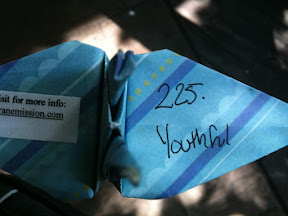 isit for more info:
ranemission.com
225.
Youthful